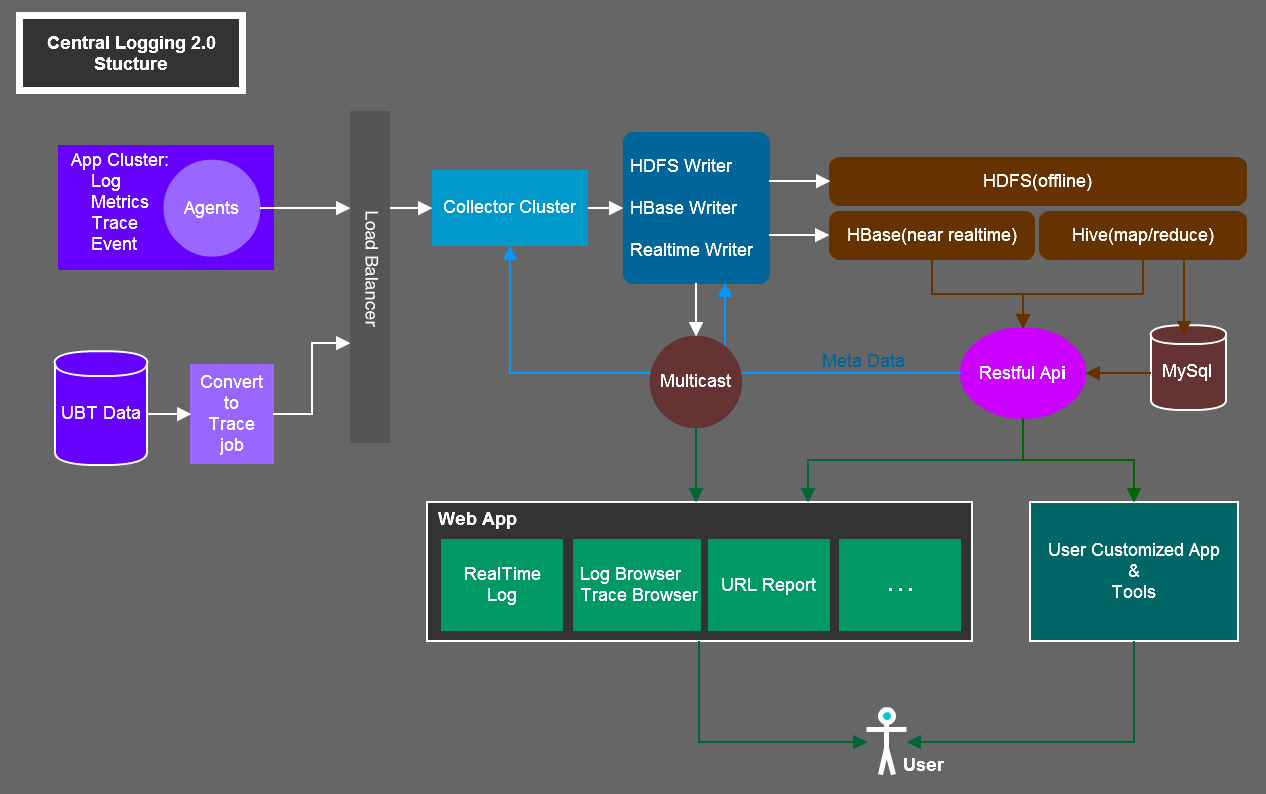 Central Logging 2.0
Stucture
App Cluster:
Log
Metrics
Trace
Event
Agents
Load Balancer
Collector Cluster
HDFS Writer
HBase Writer
Realtime Writer
HDFS(offline)
HBase(near realtime)
Hive(map/reduce)
UBT Data
Convert
to
Trace
job
Multicast
Meta Data
Restful Api
MySql
Web App
RealTime
Log
Log Browser
Trace Browser
URL Report
...
User Customized App
&
Tools
User